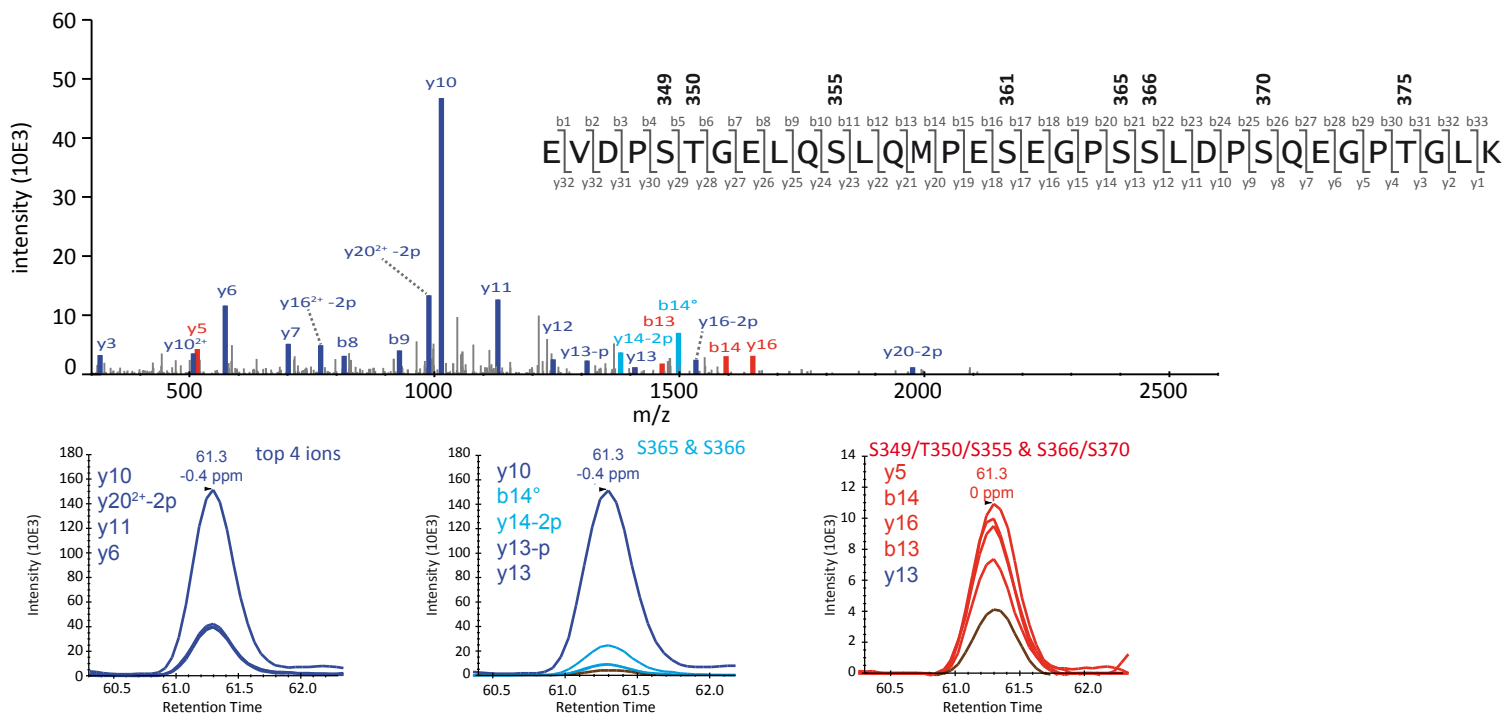 intensity (10E3)
60
50
40
30
20
10
0
500
1000
1500
2000
2500
m/z
y3
y10²⁺
y5
y6
y7
y16²⁺ -2p
b8
b9
y20²⁺ -2p
y10
y11
y12
y13-p
y14-2p
y13
b13
b14°
y16-2p
b14
y16
y20-2p
349 350 355 361 365 366 370 375
b1 b2 b3 b4 b5 b6 b7 b8 b9 b10 b11 b12 b13 b14 b15 b16 b17 b18 b19 b20 b21 b22 b23 b24 b25 b26 b27 b28 b29 b30 b31 b32 b33
EVDPSTGELQSLQMPESEGPSSLDPSQEGPTGLK
y32 y32 y31 y30 y29 y28 y27 y26 y25 y24 y23 y22 y21 y20 y19 y18 y17 y16 y15 y14 y13 y12 y11 y10 y9 y8 y7 y6 y5 y4 y3 y2 y1
top 4 ions
61.3
-0.4 ppm
y10
y20²⁺-2p
y11
y6
Intensity (10E3)
180
160
140
120
100
80
60
40
20
0
60.5 61.0 61.5 62.0
Retention Time
S365 & S366
61.3
-0.4 ppm
y10
b14°
y14-2p
y13-p
y13
Intensity (10E3)
180
160
140
120
100
80
60
40
20
0
60.5 61.0 61.5 62.0
Retention Time
S349/T350/S355 & S366/S370
61.3
0 ppm
y5
b14
y16
b13
y13
Intensity (10E3)
14
12
10
8
6
4
2
0
60.5 61.0 61.5 62.0
Retention Time